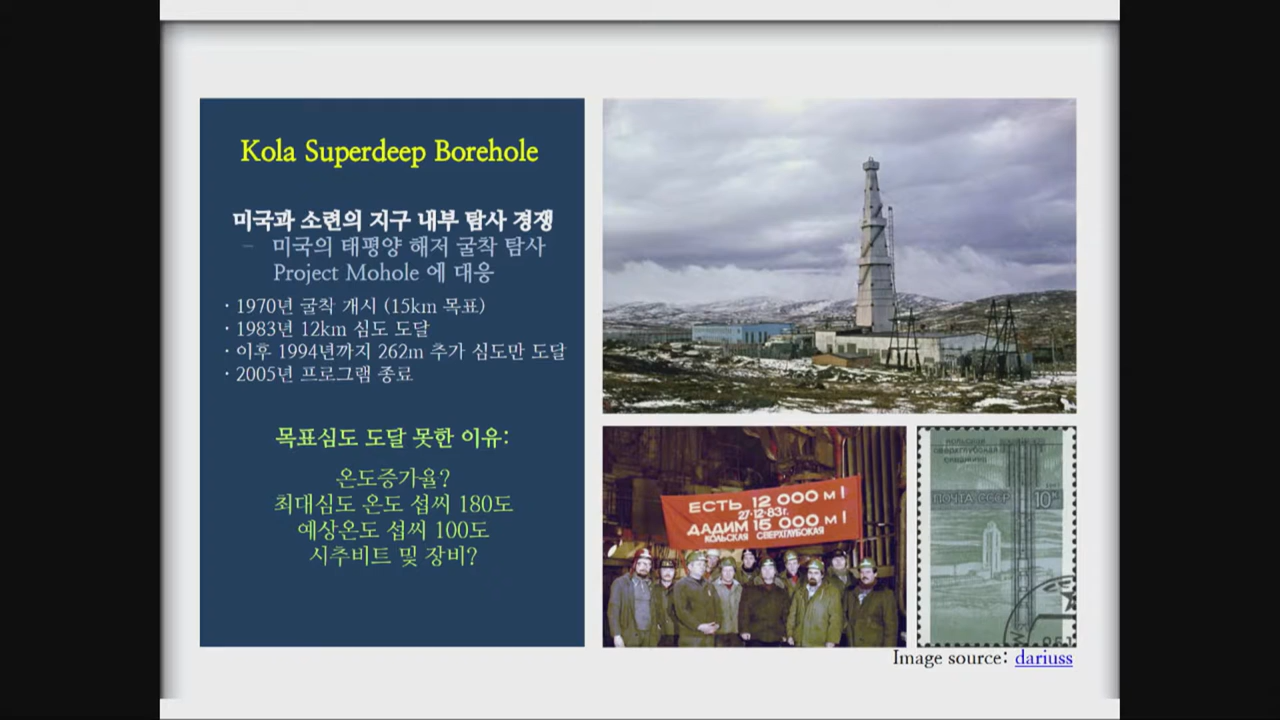 Kola Superdeep Borehole
미국과 소련의 지구 내부 탐사 경쟁
– 미국의 태평양 해저 굴착 탐사
Project Mohole 에 대응
· 1970년 굴착 개시 (15km 목표)
· 1983년 12km 심도 도달
· 이후 1994년까지 262m 추가 심도만 도달
· 2005년 프로그램 종료
목표심도 도달 못한 이유:
온도증가율?
최대심도 온도 섭씨 180도
예상온도 섭씨 100도
시추비트 및 장비?
ЕСТЬ 12 000 м!
27·12·83г.
ДАДИМ 15 000 м!
КОЛЬСКАЯ СВЕРХГЛУБОКАЯ
КОЛЬСКАЯ
СВЕРХГЛУБОКАЯ
СКВАЖИНА
ПОЧТА СССР 10
Image source: dariuss